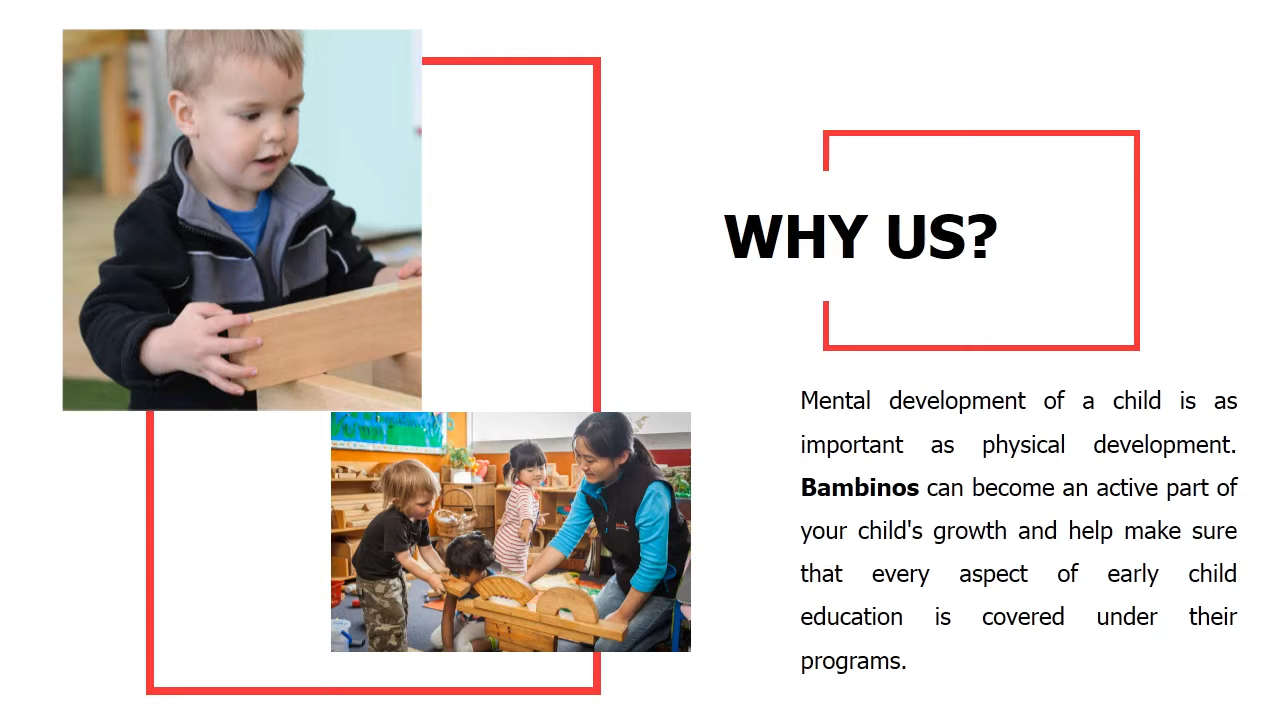 WHY US?
Mental development of a child is as
important as physical development.
Bambinos can become an active part of
your child's growth and help make sure
that every aspect of early child
education is covered under their
programs.